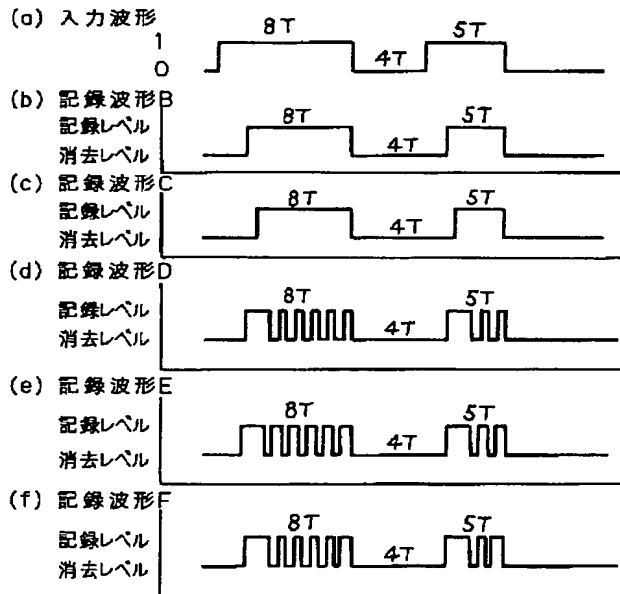 (a) 入力波形
8T
5T
1
0
4T
(b) 記録波形B
8T
5T
記録レベル
消去レベル
4T
(c) 記録波形C
8T
5T
記録レベル
消去レベル
4T
(d) 記録波形D
8T
5T
記録レベル
消去レベル
4T
(e) 記録波形E
8T
5T
記録レベル
消去レベル
4T
(f) 記録波形F
8T
5T
記録レベル
消去レベル
4T